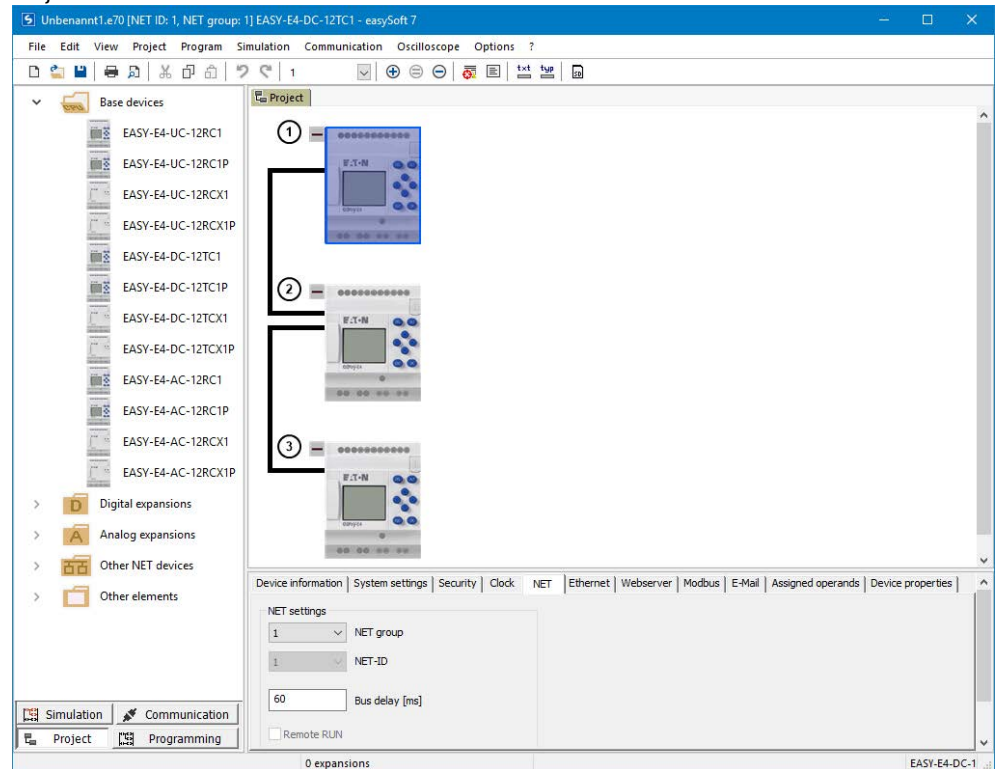 Unbenannt1.e70 [NET ID: 1, NET group: 1] EASY-E4-DC-12TC1 - easySoft 7
File Edit View Project Program Simulation Communication Oscilloscope Options ?
1 txt typ
Base devices
EASY-E4-UC-12RC1
EASY-E4-UC-12RC1P
EASY-E4-UC-12RCX1
EASY-E4-UC-12RCX1P
EASY-E4-DC-12TC1
EASY-E4-DC-12TC1P
EASY-E4-DC-12TCX1
EASY-E4-DC-12TCX1P
EASY-E4-AC-12RC1
EASY-E4-AC-12RC1P
EASY-E4-AC-12RCX1
EASY-E4-AC-12RCX1P
D Digital expansions
A Analog expansions
Other NET devices
Other elements
Simulation Communication
Project Programming
Project
1
E·T·N
2
E·T·N
3
E·T·N
Device information System settings Security Clock NET Ethernet Webserver Modbus E-Mail Assigned operands Device properties
NET settings
1 NET group
1 NET-ID
60 Bus delay [ms]
Remote RUN
0 expansions EASY-E4-DC-1